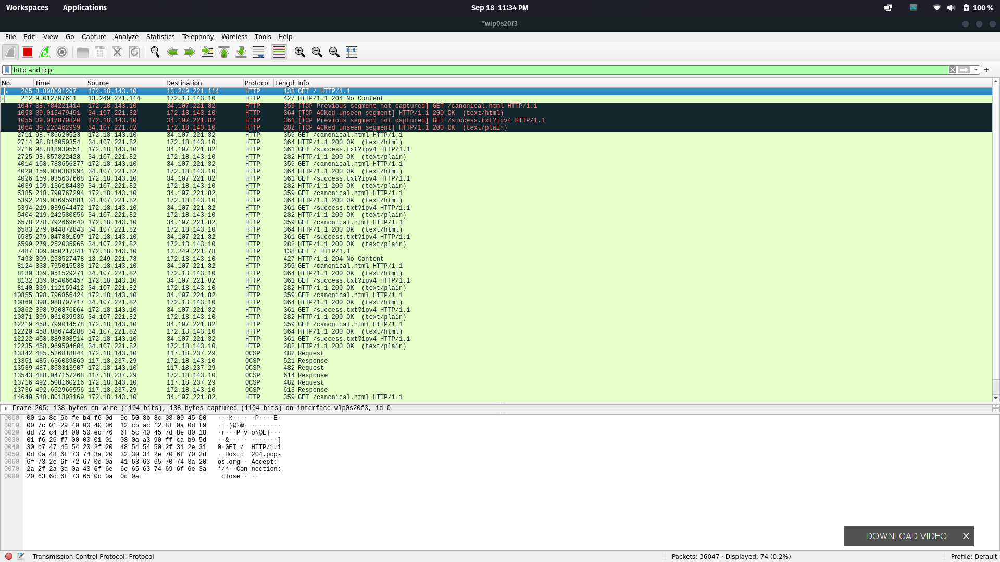 Workspaces Applications Sep 18 11:34 PM 100 %
*wlp0s20f3
File Edit View Go Capture Analyze Statistics Telephony Wireless Tools Help
http and tcp
No. Time Source Destination Protocol Length Info
205 8.808091297 172.18.143.10 13.249.221.114 HTTP 138 GET / HTTP/1.1
212 9.012707611 13.249.221.114 172.18.143.10 HTTP 427 HTTP/1.1 204 No Content
1047 38.784221414 172.18.143.10 34.107.221.82 HTTP 359 [TCP Previous segment not captured] GET /canonical.html HTTP/1.1
1053 39.015479491 34.107.221.82 172.18.143.10 HTTP 364 [TCP ACKed unseen segment] HTTP/1.1 200 OK (text/html)
1055 39.017870820 172.18.143.10 34.107.221.82 HTTP 361 [TCP Previous segment not captured] GET /success.txt?ipv4 HTTP/1.1
1064 39.220462999 34.107.221.82 172.18.143.10 HTTP 282 [TCP ACKed unseen segment] HTTP/1.1 200 OK (text/plain)
2711 98.786620523 172.18.143.10 34.107.221.82 HTTP 359 GET /canonical.html HTTP/1.1
2714 98.816059354 34.107.221.82 172.18.143.10 HTTP 364 HTTP/1.1 200 OK (text/html)
2716 98.818930551 172.18.143.10 34.107.221.82 HTTP 361 GET /success.txt?ipv4 HTTP/1.1
2725 98.857822428 34.107.221.82 172.18.143.10 HTTP 282 HTTP/1.1 200 OK (text/plain)
4014 158.788656377 172.18.143.10 34.107.221.82 HTTP 359 GET /canonical.html HTTP/1.1
4020 159.030383994 34.107.221.82 172.18.143.10 HTTP 364 HTTP/1.1 200 OK (text/html)
4026 159.035637668 172.18.143.10 34.107.221.82 HTTP 361 GET /success.txt?ipv4 HTTP/1.1
4039 159.136184439 34.107.221.82 172.18.143.10 HTTP 282 HTTP/1.1 200 OK (text/plain)
5385 218.790767294 172.18.143.10 34.107.221.82 HTTP 359 GET /canonical.html HTTP/1.1
5392 219.036959881 34.107.221.82 172.18.143.10 HTTP 364 HTTP/1.1 200 OK (text/html)
5394 219.039644472 172.18.143.10 34.107.221.82 HTTP 361 GET /success.txt?ipv4 HTTP/1.1
5404 219.242580056 34.107.221.82 172.18.143.10 HTTP 282 HTTP/1.1 200 OK (text/plain)
6578 278.792669640 172.18.143.10 34.107.221.82 HTTP 359 GET /canonical.html HTTP/1.1
6583 279.044872843 34.107.221.82 172.18.143.10 HTTP 364 HTTP/1.1 200 OK (text/html)
6585 279.047801097 172.18.143.10 34.107.221.82 HTTP 361 GET /success.txt?ipv4 HTTP/1.1
6599 279.252035965 34.107.221.82 172.18.143.10 HTTP 282 HTTP/1.1 200 OK (text/plain)
7487 309.050217341 172.18.143.10 13.249.221.78 HTTP 138 GET / HTTP/1.1
7493 309.253527478 13.249.221.78 172.18.143.10 HTTP 427 HTTP/1.1 204 No Content
8124 338.795015538 172.18.143.10 34.107.221.82 HTTP 359 GET /canonical.html HTTP/1.1
8130 339.051529271 34.107.221.82 172.18.143.10 HTTP 364 HTTP/1.1 200 OK (text/html)
8132 339.054066457 172.18.143.10 34.107.221.82 HTTP 361 GET /success.txt?ipv4 HTTP/1.1
8140 339.112159412 34.107.221.82 172.18.143.10 HTTP 282 HTTP/1.1 200 OK (text/plain)
10855 398.796856424 172.18.143.10 34.107.221.82 HTTP 359 GET /canonical.html HTTP/1.1
10860 398.988707717 34.107.221.82 172.18.143.10 HTTP 364 HTTP/1.1 200 OK (text/html)
10862 398.990876064 172.18.143.10 34.107.221.82 HTTP 361 GET /success.txt?ipv4 HTTP/1.1
10871 399.061039936 34.107.221.82 172.18.143.10 HTTP 282 HTTP/1.1 200 OK (text/plain)
12219 458.799014578 172.18.143.10 34.107.221.82 HTTP 359 GET /canonical.html HTTP/1.1
12220 458.886744288 34.107.221.82 172.18.143.10 HTTP 364 HTTP/1.1 200 OK (text/html)
12222 458.889308514 172.18.143.10 34.107.221.82 HTTP 361 GET /success.txt?ipv4 HTTP/1.1
12235 458.969504604 34.107.221.82 172.18.143.10 HTTP 282 HTTP/1.1 200 OK (text/plain)
13342 485.526818844 172.18.143.10 117.18.237.29 OCSP 482 Request
13351 485.636089860 117.18.237.29 172.18.143.10 OCSP 521 Response
13539 487.858313907 172.18.143.10 117.18.237.29 OCSP 482 Request
13543 488.047157268 117.18.237.29 172.18.143.10 OCSP 614 Response
13716 492.508160216 172.18.143.10 117.18.237.29 OCSP 482 Request
13736 492.652966956 117.18.237.29 172.18.143.10 OCSP 613 Response
14640 518.801393169 172.18.143.10 34.107.221.82 HTTP 359 GET /canonical.html HTTP/1.1
Frame 205: 138 bytes on wire (1104 bits), 138 bytes captured (1104 bits) on interface wlp0s20f3, id 0
0000 00 1a 8c 6b fe b4 f6 0d 9e 50 8b 8c 08 00 45 00 ···k···· ·P····E·
0010 00 7c 01 29 40 00 40 06 12 cb ac 12 8f 0a 0d f9 ·|·)@·@· ········
0020 dd 72 c4 d4 00 50 ec 76 6f 5c 40 45 7d 8e 80 18 ·r···P·v o\@E}···
0030 01 f6 26 f7 00 00 01 01 08 0a a3 90 ff ca b9 5d ··&····· ·······]
0040 30 b7 47 45 54 20 2f 20 48 54 54 50 2f 31 2e 31 0·GET / HTTP/1.1
0050 0d 0a 48 6f 73 74 3a 20 32 30 34 2e 70 6f 70 2d ··Host: 204.pop-
0060 6f 73 2e 6f 72 67 0d 0a 41 63 63 65 70 74 3a 20 os.org·· Accept:
0070 2a 2f 2a 0d 0a 43 6f 6e 6e 65 63 74 69 6f 6e 3a */*··Con nection:
0080 20 63 6c 6f 73 65 0d 0a 0d 0a close·· ··
DOWNLOAD VIDEO
Transmission Control Protocol: Protocol Packets: 36047 · Displayed: 74 (0.2%) Profile: Default